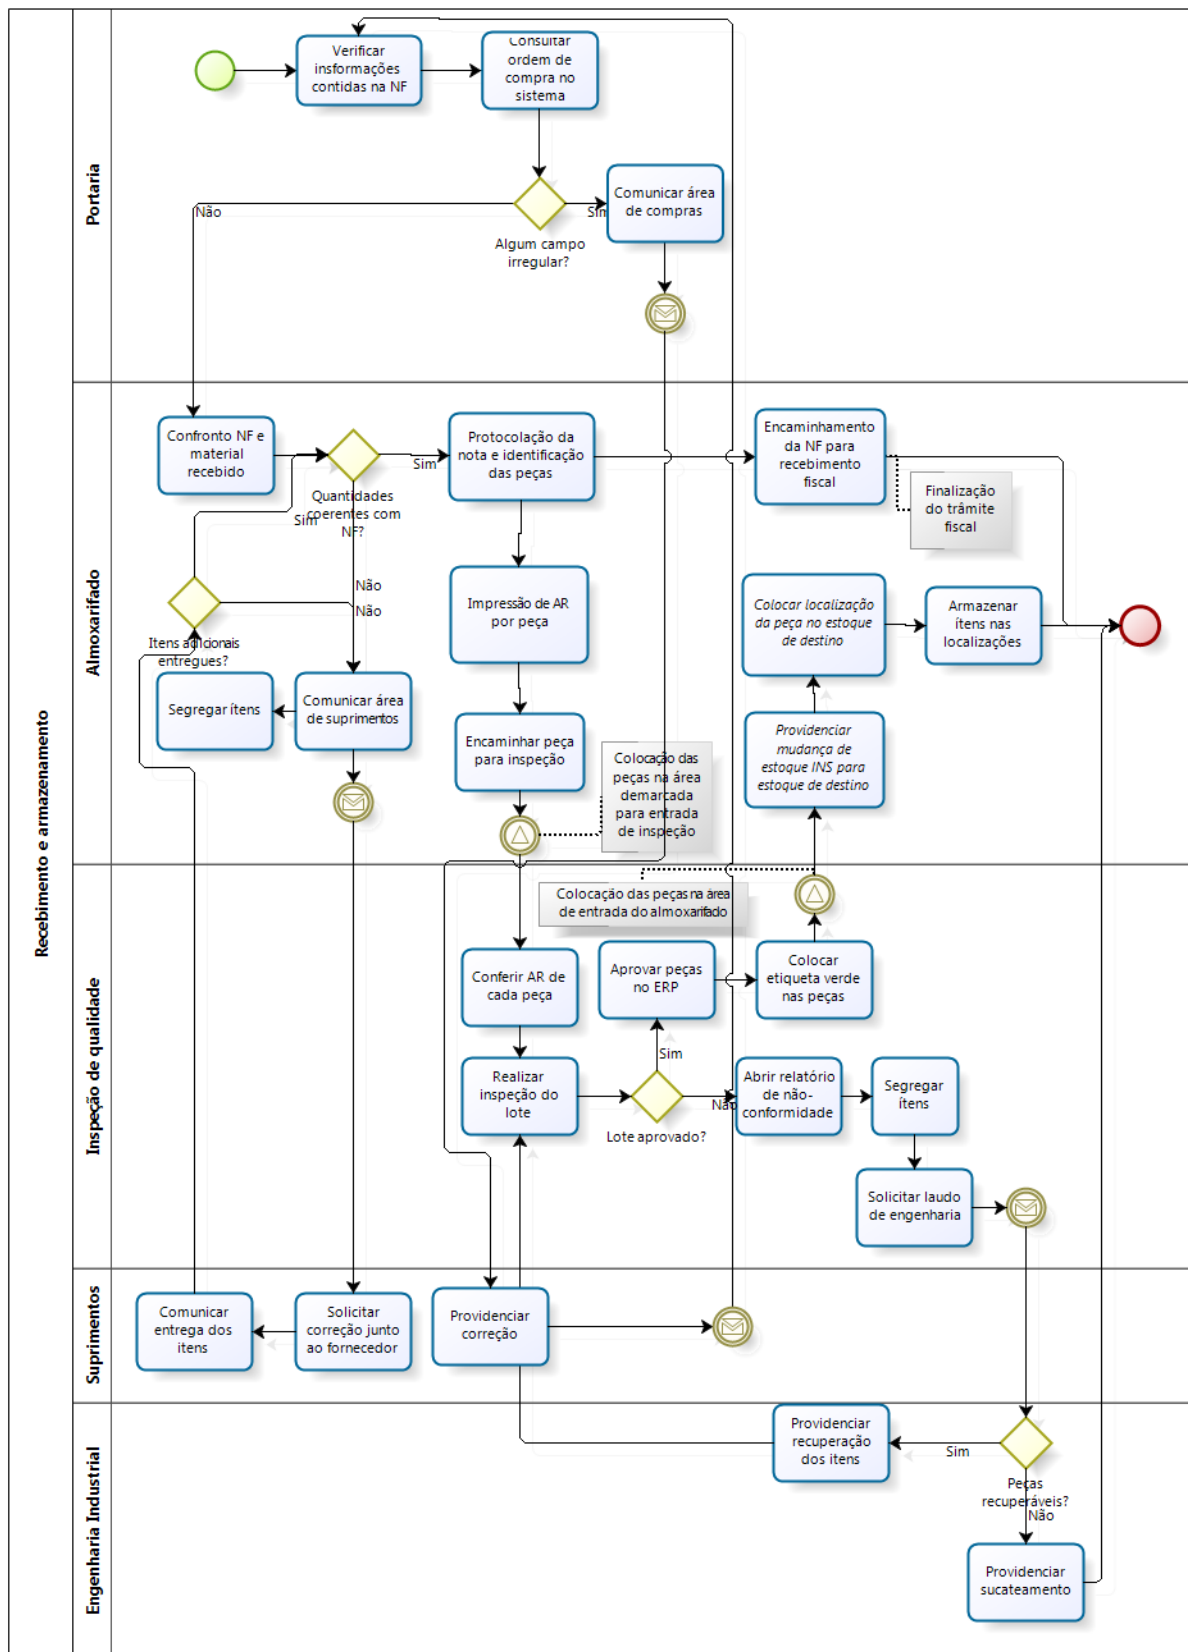 Recebimento e armazenamento
Portaria
Verificar
insformações
contidas na NF
Consultar
ordem de
compra no
sistema
Não
Sim
Comunicar área
de compras
Algum campo
irregular?
Almoxarifado
Confronto NF e
material
recebido
Sim
Quantidades
coerentes com
NF?
Protocolação da
nota e identificação
das peças
Encaminhamento
da NF para
recebimento
fiscal
Finalização
do trâmite
fiscal
Sim
Não
Não
Itens adicionais
entregues?
Impressão de AR
por peça
Colocar localização
da peça no estoque
de destino
Armazenar
ítens nas
localizações
Segregar ítens
Comunicar área
de suprimentos
Encaminhar peça
para inspeção
Colocação das
peças na área
demarcada
para entrada
de inspeção
Providenciar
mudança de
estoque INS para
estoque de destino
Inspeção de qualidade
Colocação das peças na área
de entrada do almoxarifado
Conferir AR de
cada peça
Aprovar peças
no ERP
Colocar
etiqueta verde
nas peças
Sim
Realizar
inspeção do
lote
Não
Lote aprovado?
Abrir relatório
de não-
conformidade
Segregar
ítens
Solicitar laudo
de engenharia
Suprimentos
Comunicar
entrega dos
itens
Solicitar
correção junto
ao fornecedor
Providenciar
correção
Engenharia Industrial
Providenciar
recuperação
dos itens
Sim
Peças
recuperáveis?
Não
Providenciar
sucateamento